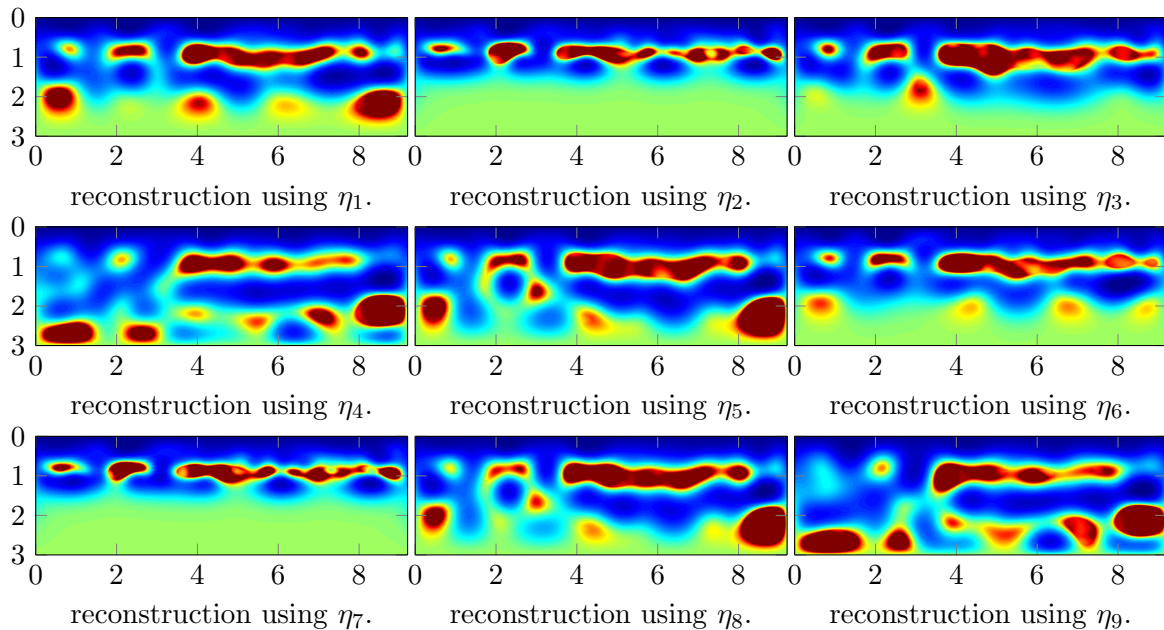 0
1
2
3
0 2 4 6 8 0 2 4 6 8 0 2 4 6 8
reconstruction using η₁. reconstruction using η₂. reconstruction using η₃.
0
1
2
3
0 2 4 6 8 0 2 4 6 8 0 2 4 6 8
reconstruction using η₄. reconstruction using η₅. reconstruction using η₆.
0
1
2
3
0 2 4 6 8 0 2 4 6 8 0 2 4 6 8
reconstruction using η₇. reconstruction using η₈. reconstruction using η₉.